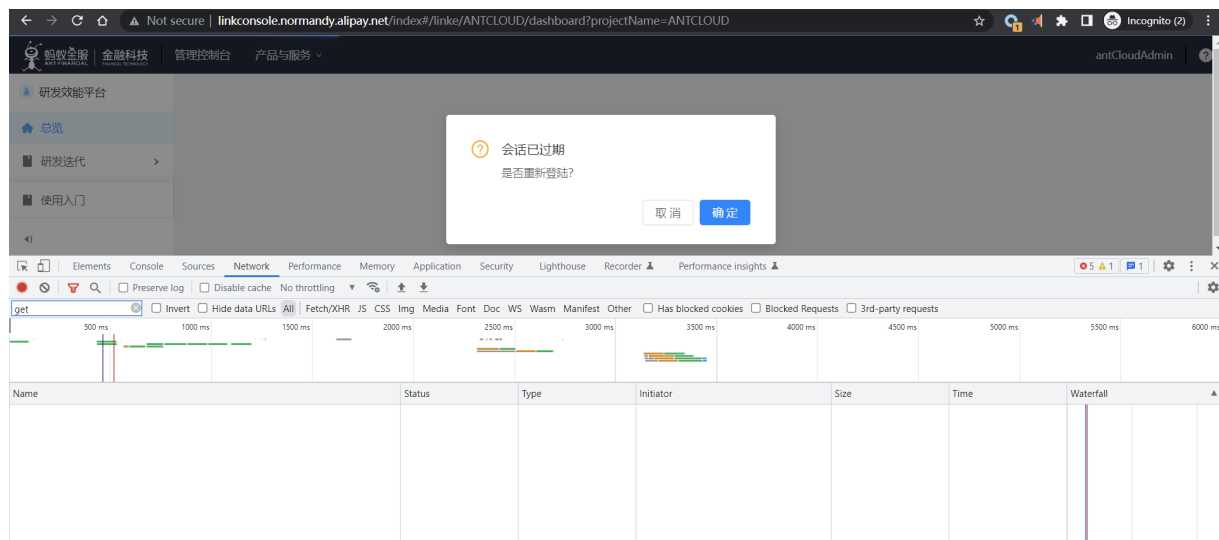 Not secure | linkconsole.normandy.alipay.net/index#/linke/ANTCLOUD/dashboard?projectName=ANTCLOUD
1
Incognito (2)
蚂蚁金服 金融科技 管理控制台 产品与服务 antCloudAdmin
ANT FINANCIAL FINANCIAL TECHNOLOGY
研发效能平台
总览
研发迭代
使用入门
会话已过期
是否重新登陆?
取消 确定
Elements Console Sources Network Performance Memory Application Security Lighthouse Recorder Performance insights 5 1 1
Preserve log Disable cache No throttling
get Invert Hide data URLs All Fetch/XHR JS CSS Img Media Font Doc WS Wasm Manifest Other Has blocked cookies Blocked Requests 3rd-party requests
500 ms 1000 ms 1500 ms 2000 ms 2500 ms 3000 ms 3500 ms 4000 ms 4500 ms 5000 ms 5500 ms 6000 ms
Name Status Type Initiator Size Time Waterfall